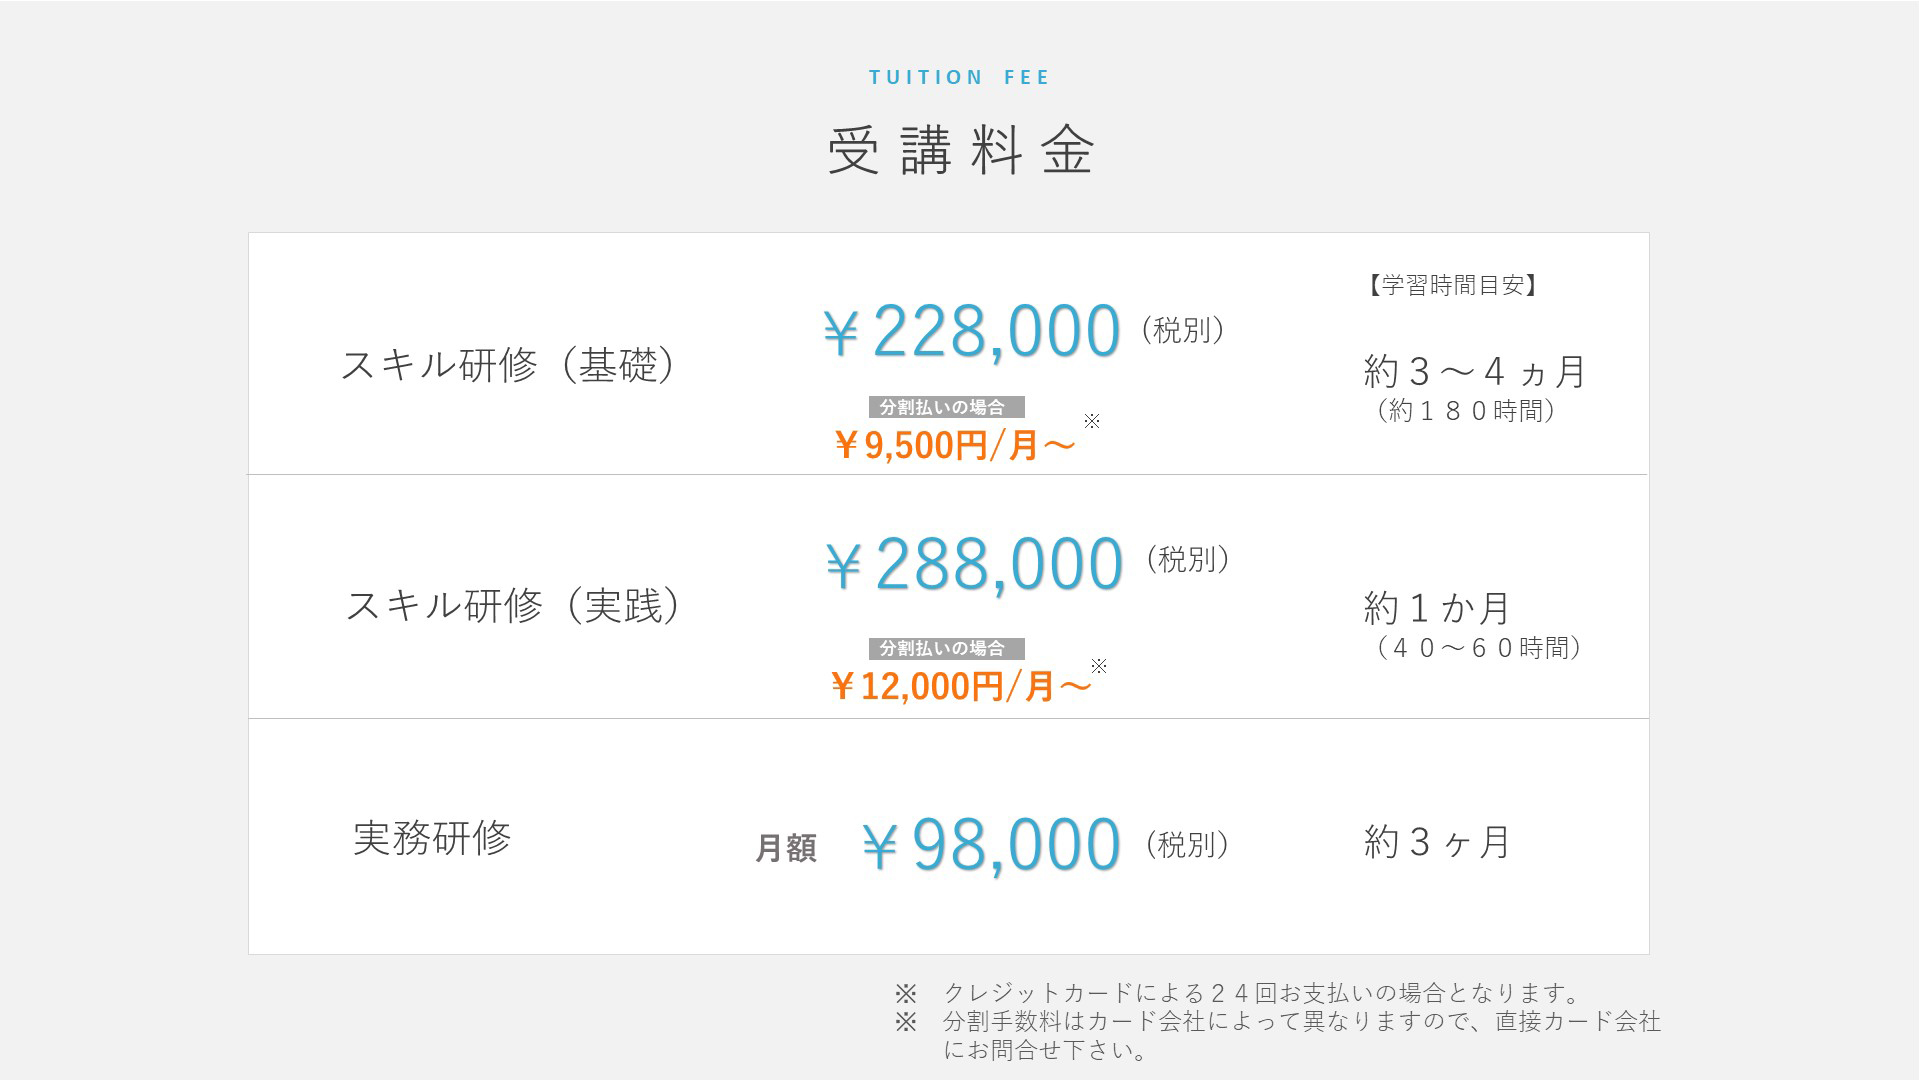 TUITION FEE
受講料金
【学習時間目安】
スキル研修（基礎）
￥228,000（税別）
分割払いの場合
￥9,500円/月～※
約３～４ヵ月
（約１８０時間）
スキル研修（実践）
￥288,000（税別）
分割払いの場合
￥12,000円/月～※
約１か月
（４０～６０時間）
実務研修
月額 ￥98,000（税別）
約３ヶ月
※　クレジットカードによる２４回お支払いの場合となります。
※　分割手数料はカード会社によって異なりますので、直接カード会社
にお問合せ下さい。